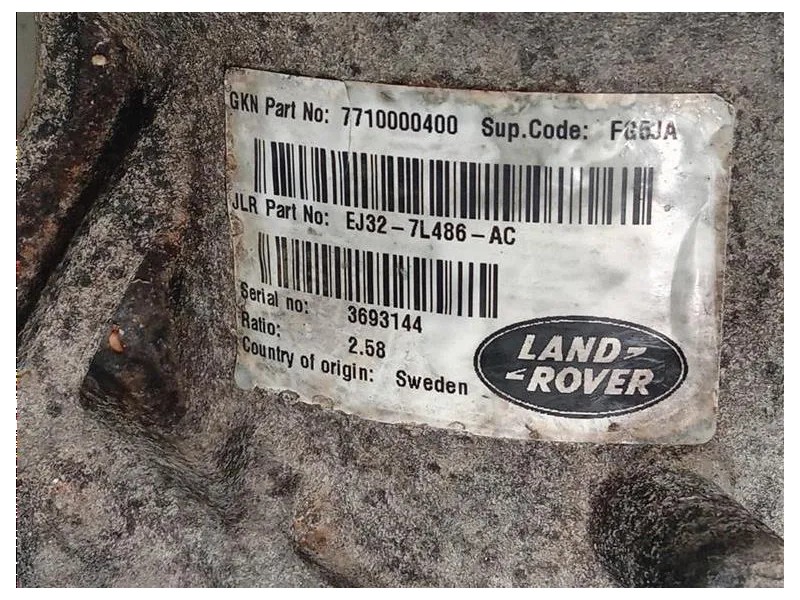 GKN Part No: 7710000400 Sup.Code: FG5JA
JLR Part No: EJ32-7L486-AC
Serial no: 3693144
Ratio: 2.58
Country of origin: Sweden
LAND
ROVER